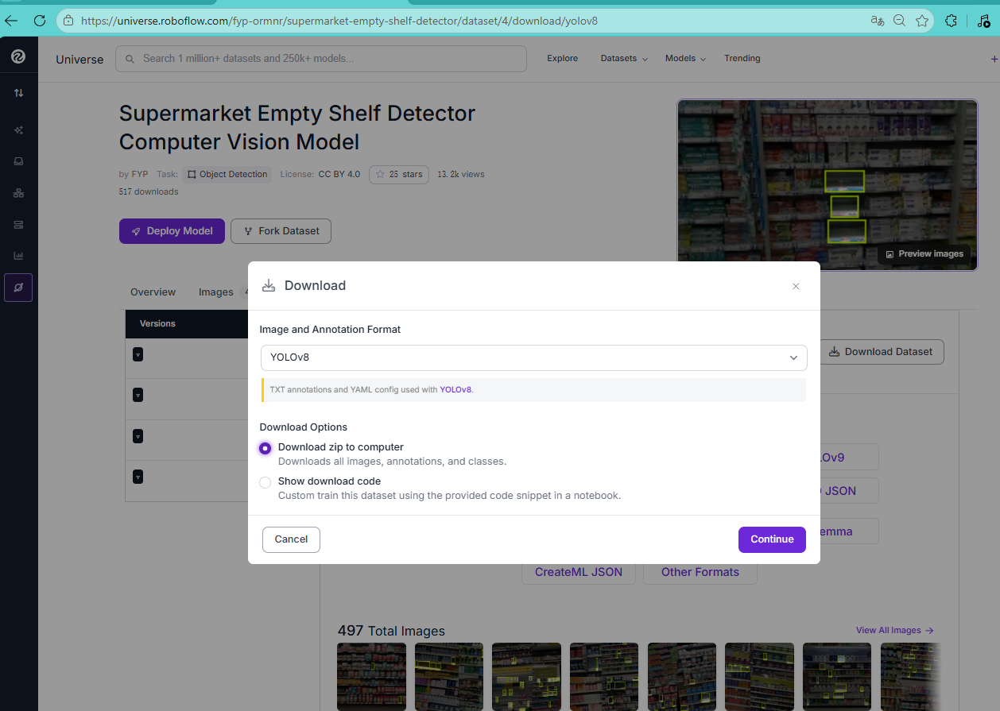 https://universe.roboflow.com/fyp-ormnr/supermarket-empty-shelf-detector/dataset/4/download/yolov8
Universe
Search 1 million+ datasets and 250k+ models...
Explore
Datasets
Models
Trending
Supermarket Empty Shelf Detector
Computer Vision Model
by FYP Task: Object Detection License: CC BY 4.0 25 stars 13.2k views
517 downloads
Deploy Model
Fork Dataset
Preview images
Overview
Images
Versions
Download Dataset
Download
Image and Annotation Format
YOLOv8
TXT annotations and YAML config used with YOLOv8.
Download Options
Download zip to computer
Downloads all images, annotations, and classes.
Show download code
Custom train this dataset using the provided code snippet in a notebook.
Cancel
Continue
JSON
CreateML JSON
Other Formats
497 Total Images
View All Images →